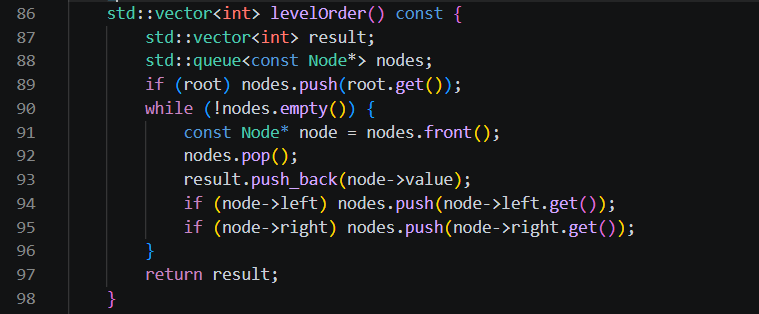 86 std::vector<int> levelOrder() const {
87 std::vector<int> result;
88 std::queue<const Node*> nodes;
89 if (root) nodes.push(root.get());
90 while (!nodes.empty()) {
91 const Node* node = nodes.front();
92 nodes.pop();
93 result.push_back(node->value);
94 if (node->left) nodes.push(node->left.get());
95 if (node->right) nodes.push(node->right.get());
96 }
97 return result;
98 }